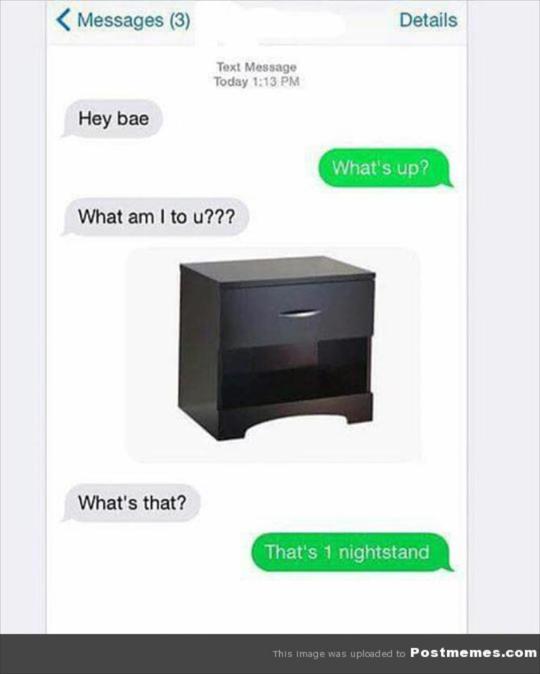 Messages (3)
Details
Text Message
Today 1:13 PM
Hey bae
What's up?
What am I to u???
What's that?
That's 1 nightstand
This image was uploaded to Postmemes.com